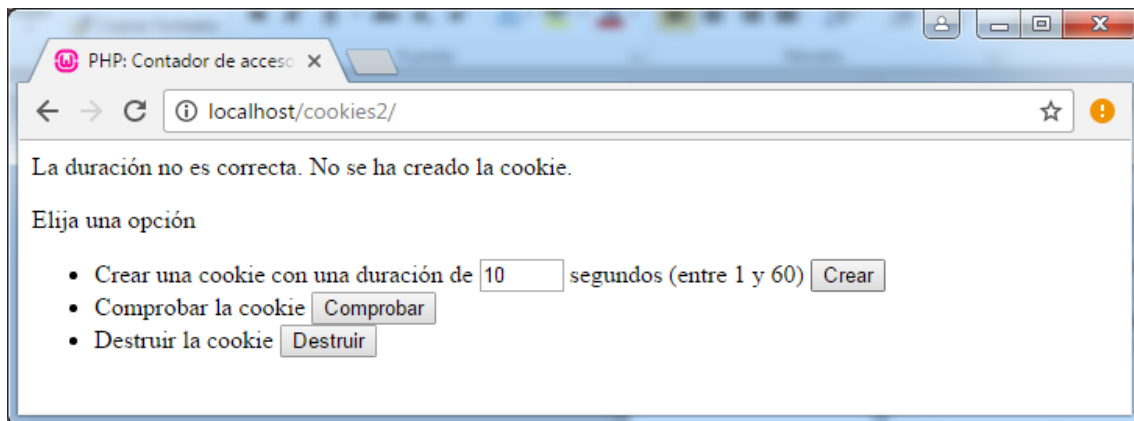 PHP: Contador de acceso
localhost/cookies2/
La duración no es correcta. No se ha creado la cookie.
Elija una opción
Crear una cookie con una duración de 10 segundos (entre 1 y 60) Crear
Comprobar la cookie Comprobar
Destruir la cookie Destruir